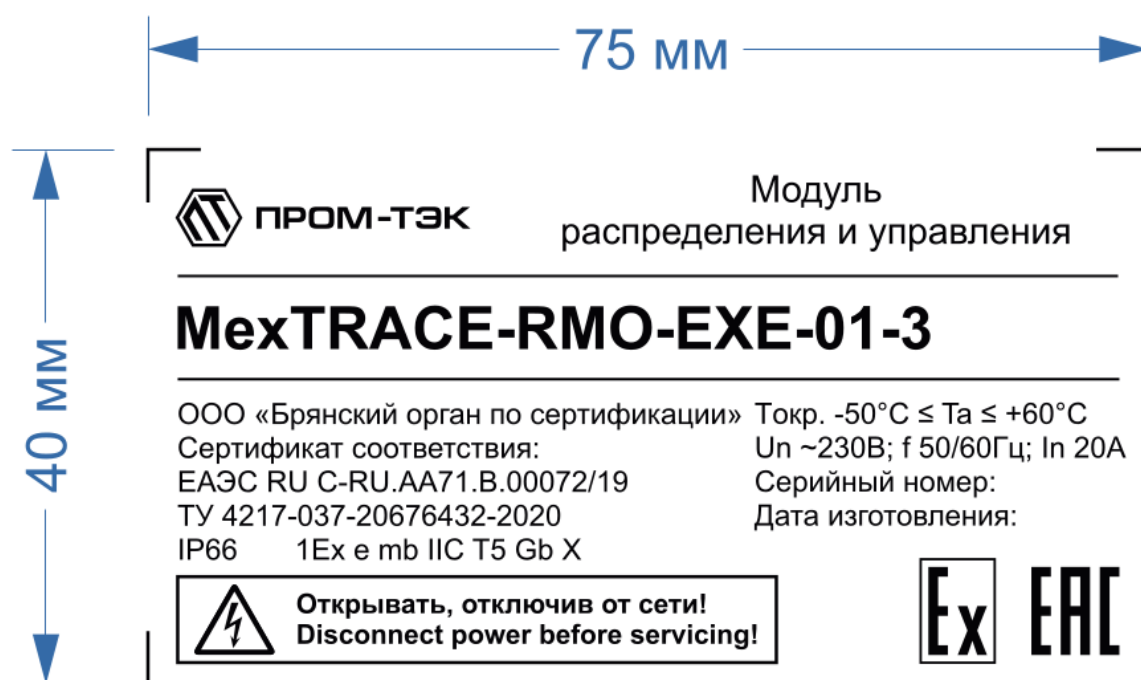 75 мм
40 мм
ПРОМ-ТЭК
Модуль
распределения и управления
MexTRACE-RMO-EXE-01-3
ООО «Брянский орган по сертификации»
Сертификат соответствия:
ЕАЭС RU C-RU.АА71.В.00072/19
ТУ 4217-037-20676432-2020
IP66 1Ex e mb IIC T5 Gb X
Токр. -50°C ≤ Ta ≤ +60°C
Un ~230В; f 50/60Гц; In 20А
Серийный номер:
Дата изготовления:
Открывать, отключив от сети!
Disconnect power before servicing!
Ex
EAC